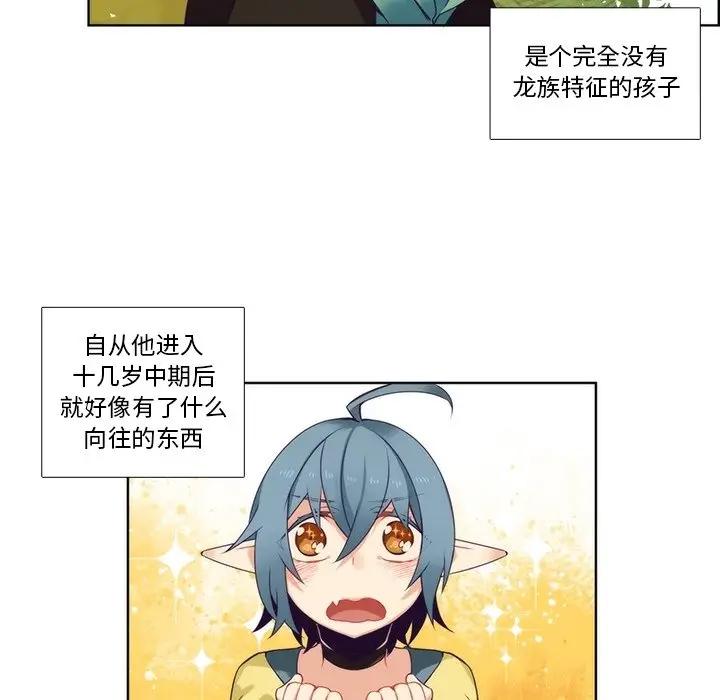 是个完全没有
龙族特征的孩子
自从他进入
十几岁中期后
就好像有了什么
向往的东西